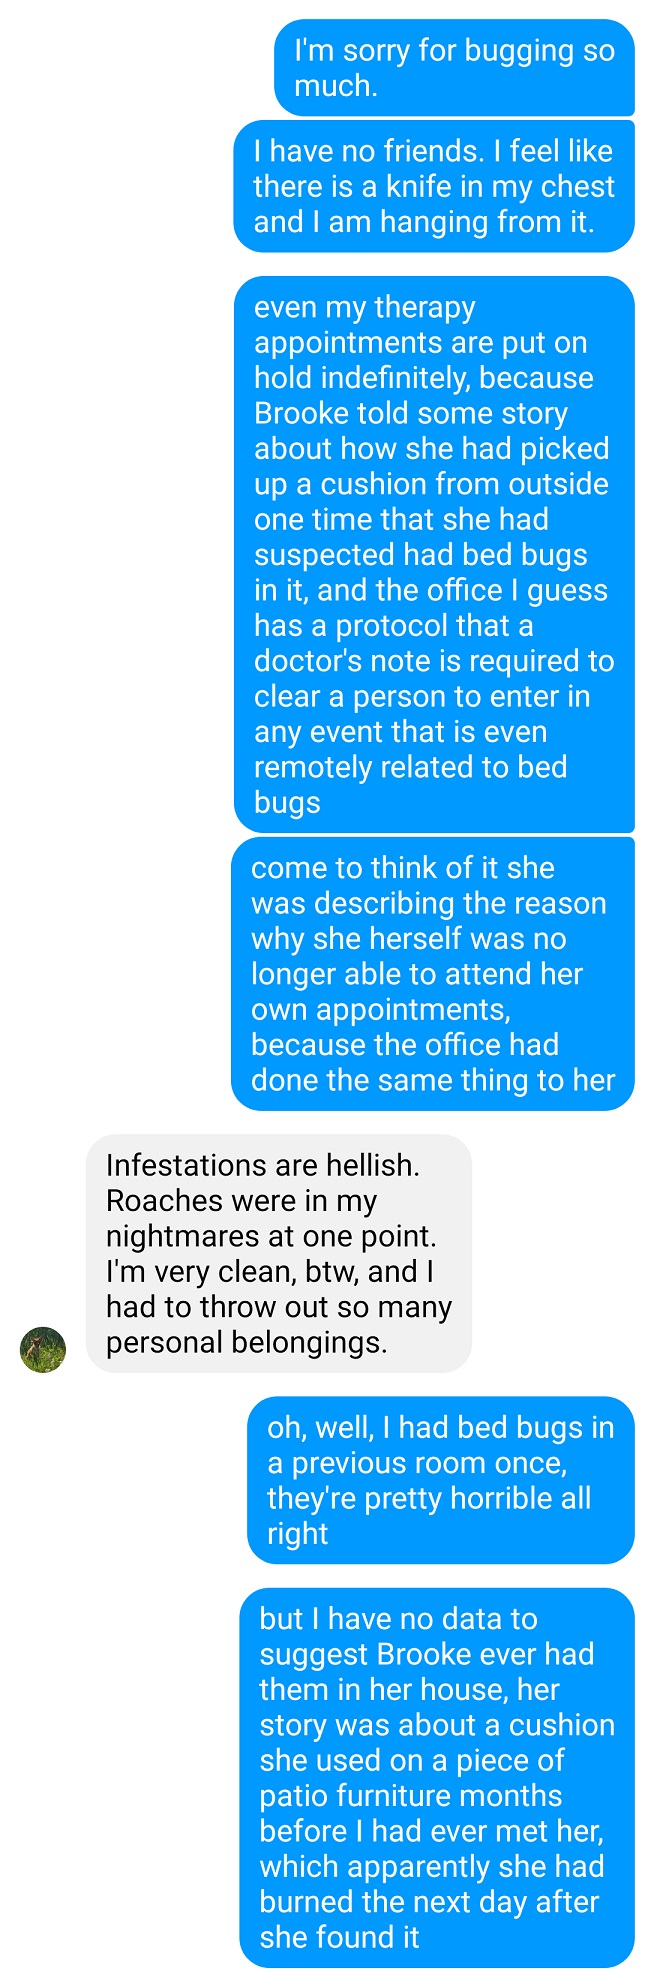 I'm sorry for bugging so
much.
I have no friends. I feel like
there is a knife in my chest
and I am hanging from it.
even my therapy
appointments are put on
hold indefinitely, because
Brooke told some story
about how she had picked
up a cushion from outside
one time that she had
suspected had bed bugs
in it, and the office I guess
has a protocol that a
doctor's note is required to
clear a person to enter in
any event that is even
remotely related to bed
bugs
come to think of it she
was describing the reason
why she herself was no
longer able to attend her
own appointments,
because the office had
done the same thing to her
Infestations are hellish.
Roaches were in my
nightmares at one point.
I'm very clean, btw, and I
had to throw out so many
personal belongings.
oh, well, I had bed bugs in
a previous room once,
they're pretty horrible all
right
but I have no data to
suggest Brooke ever had
them in her house, her
story was about a cushion
she used on a piece of
patio furniture months
before I had ever met her,
which apparently she had
burned the next day after
she found it